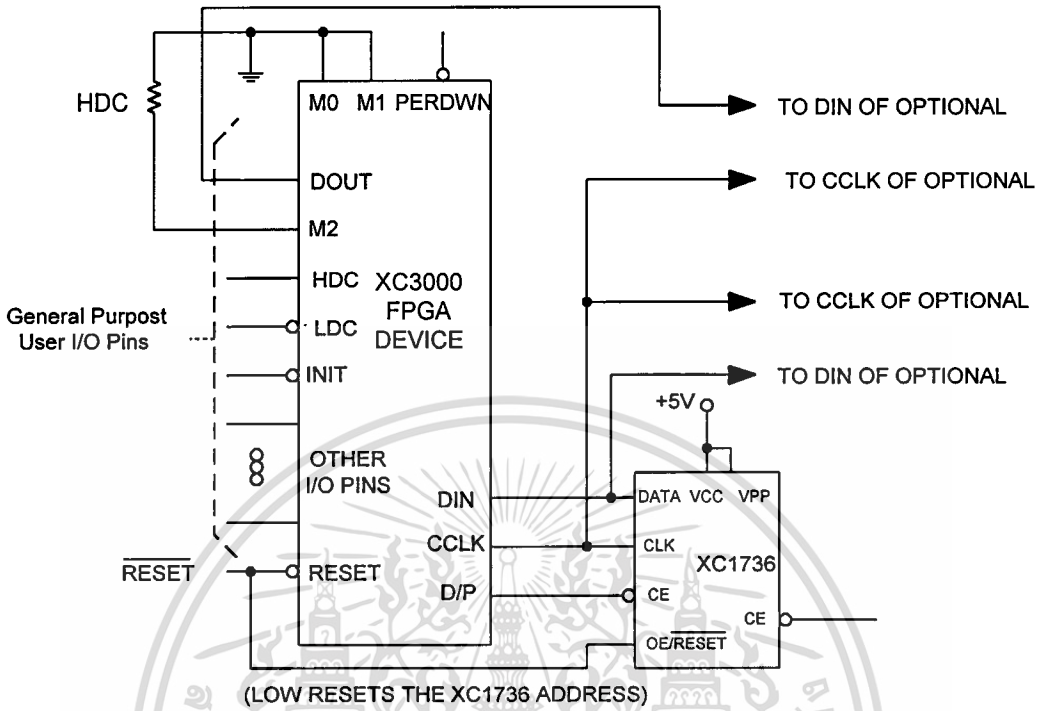 HDC
M0 M1 PERDWN
TO DIN OF OPTIONAL
DOUT
TO CCLK OF OPTIONAL
M2
HDC
XC3000
FPGA
DEVICE
General Purpost
User I/O Pins
LDC
TO CCLK OF OPTIONAL
INIT
TO DIN OF OPTIONAL
+5V
OTHER
I/O PINS
DIN
DATA VCC VPP
CCLK
CLK
XC1736
RESET
RESET
D/P
CE
CE
OE/RESET
(LOW RESETS THE XC1736 ADDRESS)